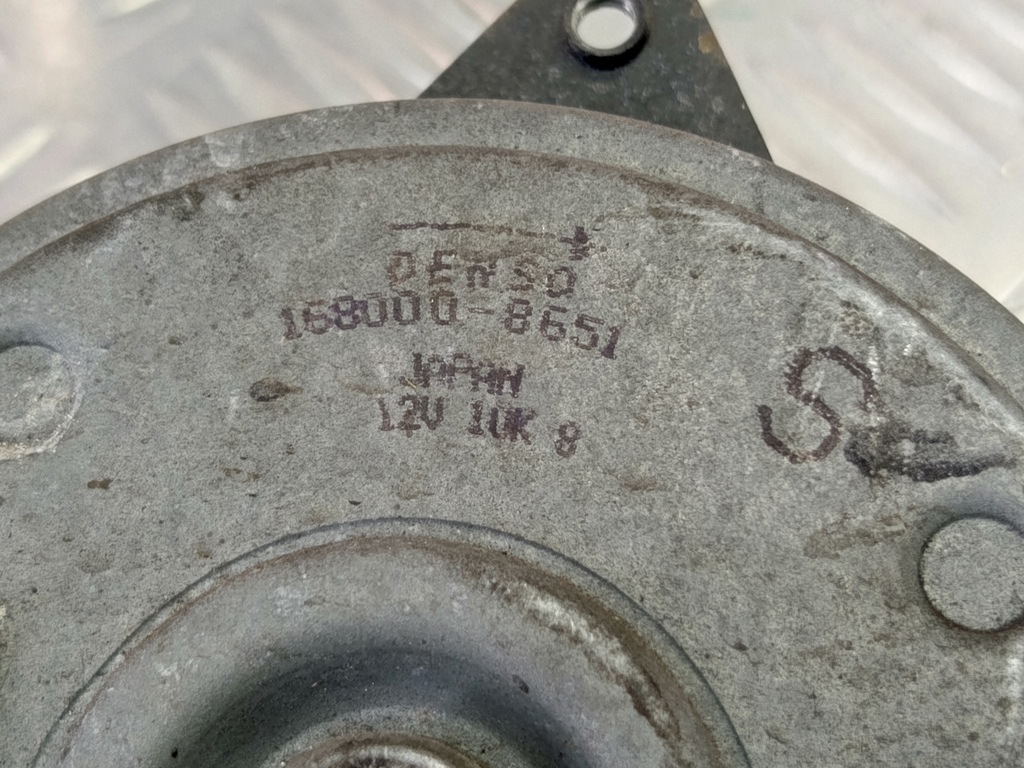 DENSO
168000-8651
JAPAN
12V 10K 8
S